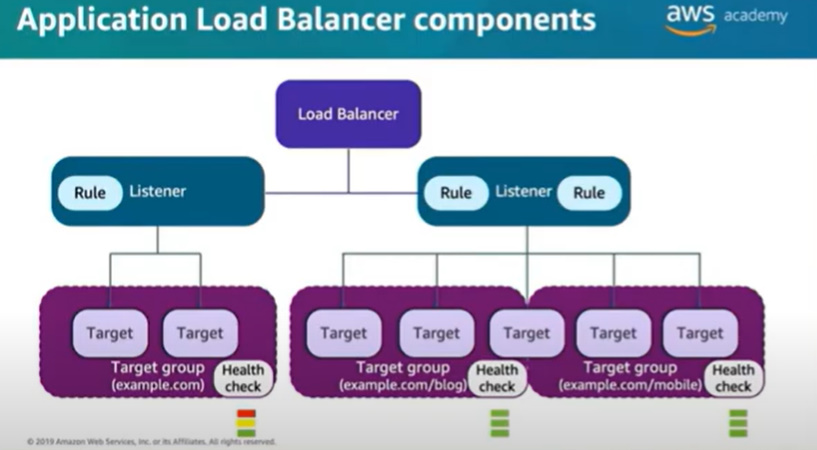 Application Load Balancer components
aws academy
Load Balancer
Rule Listener
Rule Listener Rule
Target Target
Target Target Target Target Target
Target group
(example.com)
Health
check
Target group
(example.com/blog)
Health
check
Target group
(example.com/mobile)
Health
check
© 2019 Amazon Web Services, Inc. or its Affiliates. All rights reserved.